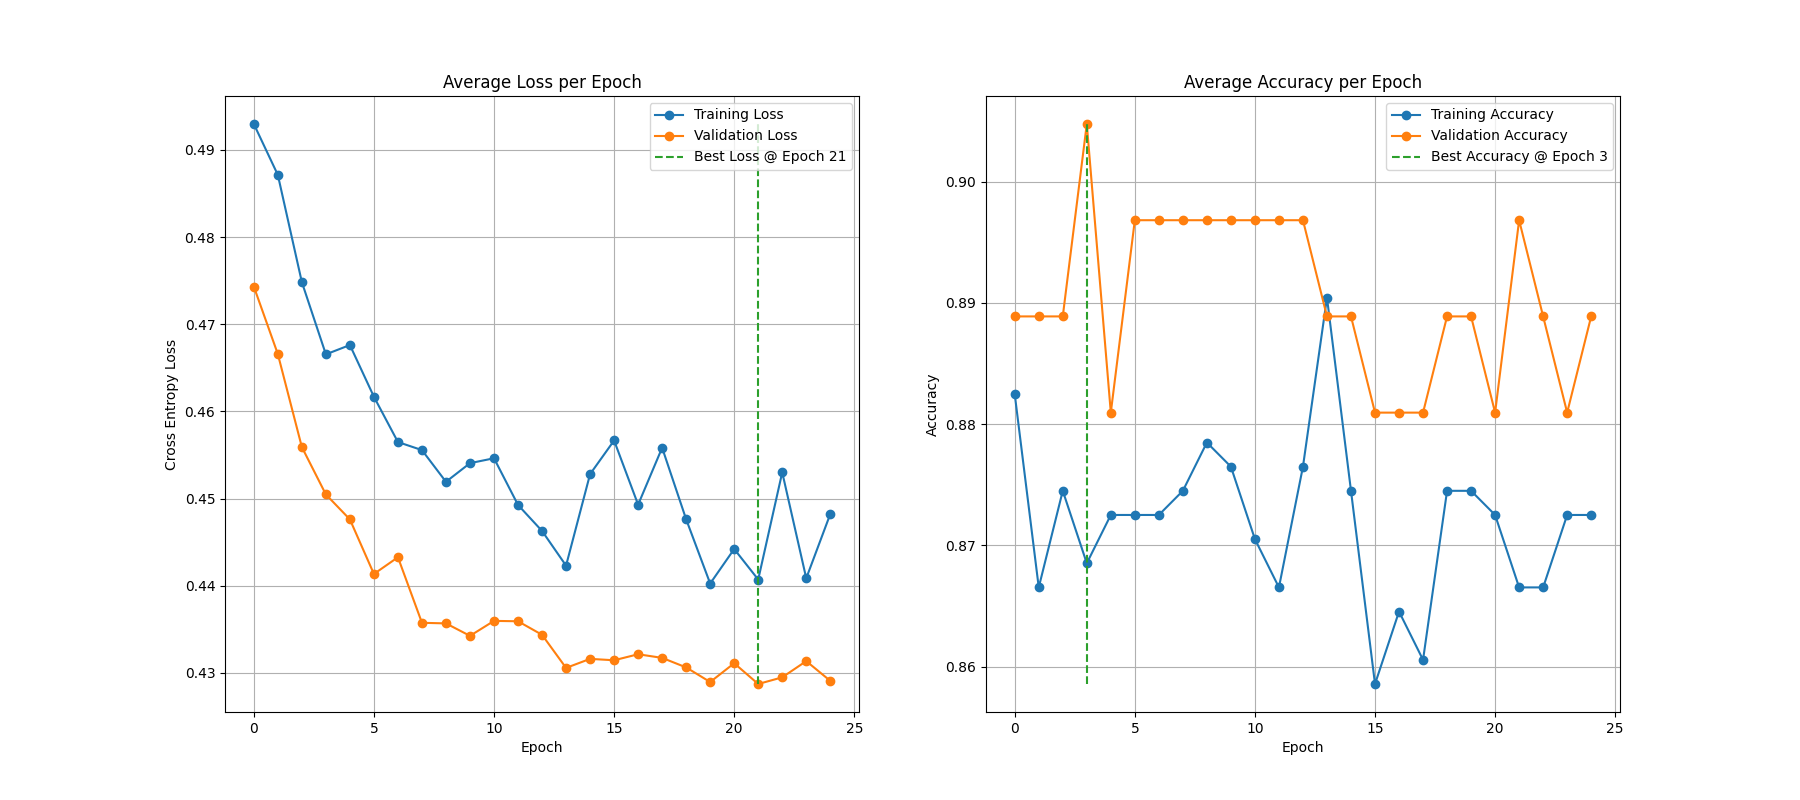 Average Loss per Epoch
Training Loss
Validation Loss
Best Loss @ Epoch 21
Cross Entropy Loss
0.49
0.48
0.47
0.46
0.45
0.44
0.43
0 5 10 15 20 25
Epoch
Average Accuracy per Epoch
Training Accuracy
Validation Accuracy
Best Accuracy @ Epoch 3
Accuracy
0.90
0.89
0.88
0.87
0.86
0 5 10 15 20 25
Epoch